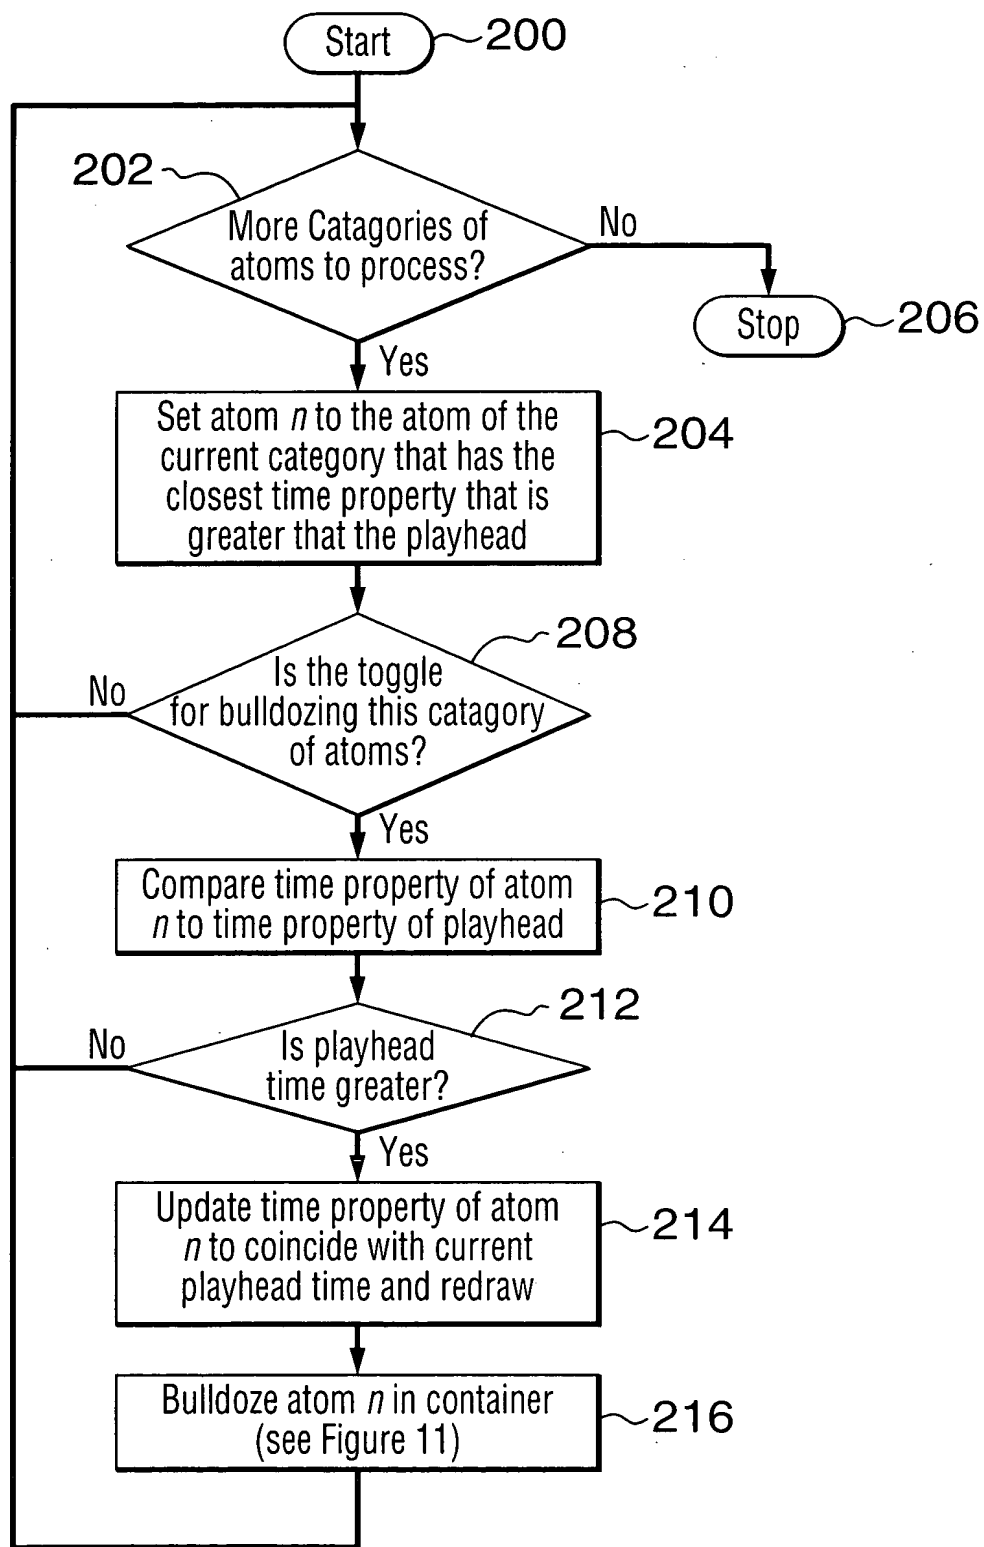 Start
200
202
More Catagories of
atoms to process?
No
Stop
206
Yes
Set atom n to the atom of the
current category that has the
closest time property that is
greater that the playhead
204
208
Is the toggle
for bulldozing this catagory
of atoms?
No
Yes
Compare time property of atom
n to time property of playhead
210
212
Is playhead
time greater?
No
Yes
Update time property of atom
n to coincide with current
playhead time and redraw
214
Bulldoze atom n in container
(see Figure 11)
216